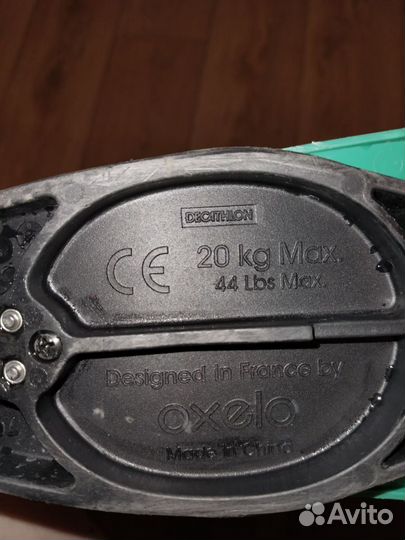 DECATHLON
CE 20 kg Max.
44 Lbs Max.
Designed in France by
oxelo
Made in China
Avito